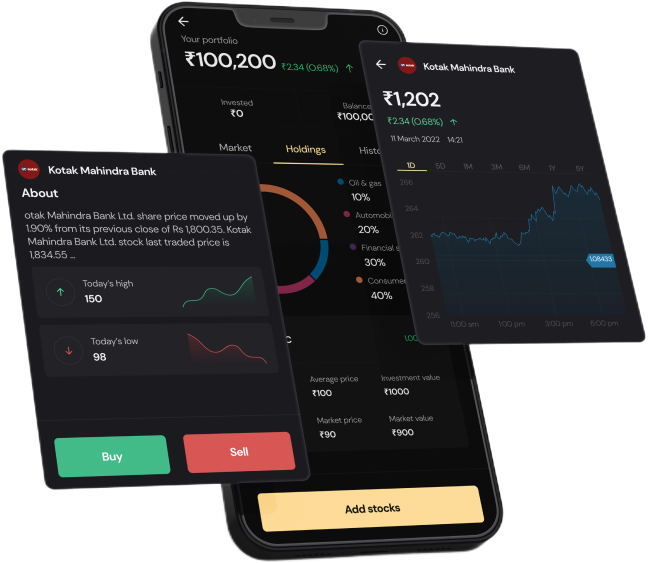 Your portfolio
₹100,200 ₹2.34 (0.68%)
Invested
₹0
Balance
₹100,00
Market Holdings Histo
Oil & gas
10%
Automobi
20%
Financial s
30%
Consume
40%
C
1.00
Average price
₹100
Investment value
₹1000
Market price
₹90
Market value
₹900
Add stocks
kotak
Kotak Mahindra Bank
About
otak Mahindra Bank Ltd. share price moved up by
1.90% from its previous close of Rs 1,800.35. Kotak
Mahindra Bank Ltd. stock last traded price is
1,834.55 ...
Today's high
150
Today's low
98
Buy Sell
kotak
Kotak Mahindra Bank
₹1,202
₹2.34 (0.68%)
11 March 2022 14:21
1D 5D 1M 3M 6M 1Y 5Y
266
264
262
260
258
256
1.08433
11:00 am 1:00 pm 3:00 pm 5:00 pm